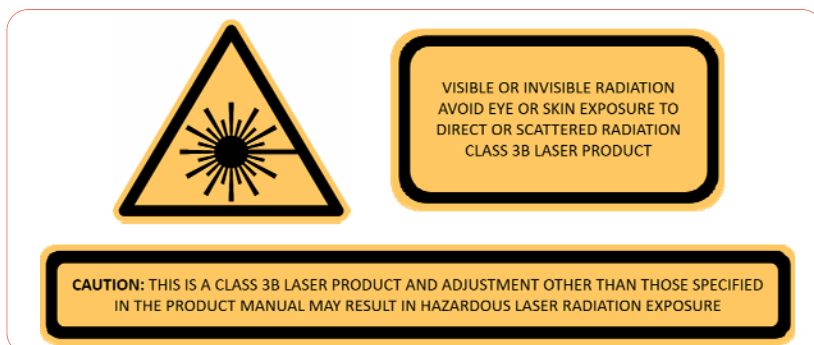 VISIBLE OR INVISIBLE RADIATION
AVOID EYE OR SKIN EXPOSURE TO
DIRECT OR SCATTERED RADIATION
CLASS 3B LASER PRODUCT
CAUTION: THIS IS A CLASS 3B LASER PRODUCT AND ADJUSTMENT OTHER THAN THOSE SPECIFIED
IN THE PRODUCT MANUAL MAY RESULT IN HAZARDOUS LASER RADIATION EXPOSURE